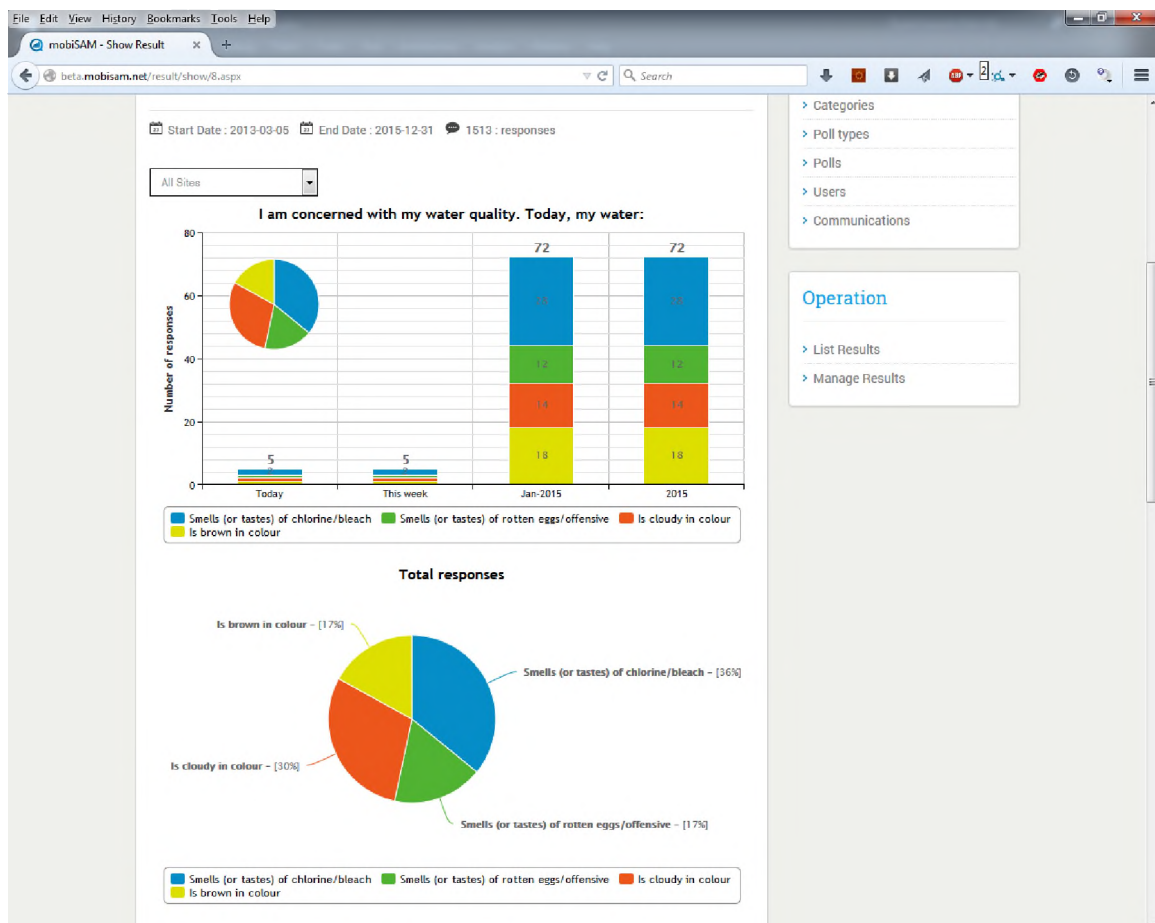 File Edit View History Bookmarks Tools Help
mobiSAM - Show Result × +
beta.mobisam.net/result/show/8.aspx
Search
2
Start Date : 2013-03-05 End Date : 2015-12-31 1513 : responses
All Sites
I am concerned with my water quality. Today, my water:
Number of responses
80
60
40
20
0
5
5
72
12
14
18
72
12
14
18
Today This week Jan-2015 2015
Smells (or tastes) of chlorine/bleach Smells (or tastes) of rotten eggs/offensive Is cloudy in colour
Is brown in colour
Total responses
Is brown in colour - [17%]
Smells (or tastes) of chlorine/bleach - [36%]
Is cloudy in colour - [30%]
Smells (or tastes) of rotten eggs/offensive - [17%]
Smells (or tastes) of chlorine/bleach Smells (or tastes) of rotten eggs/offensive Is cloudy in colour
Is brown in colour
Categories
Poll types
Polls
Users
Communications
Operation
List Results
Manage Results